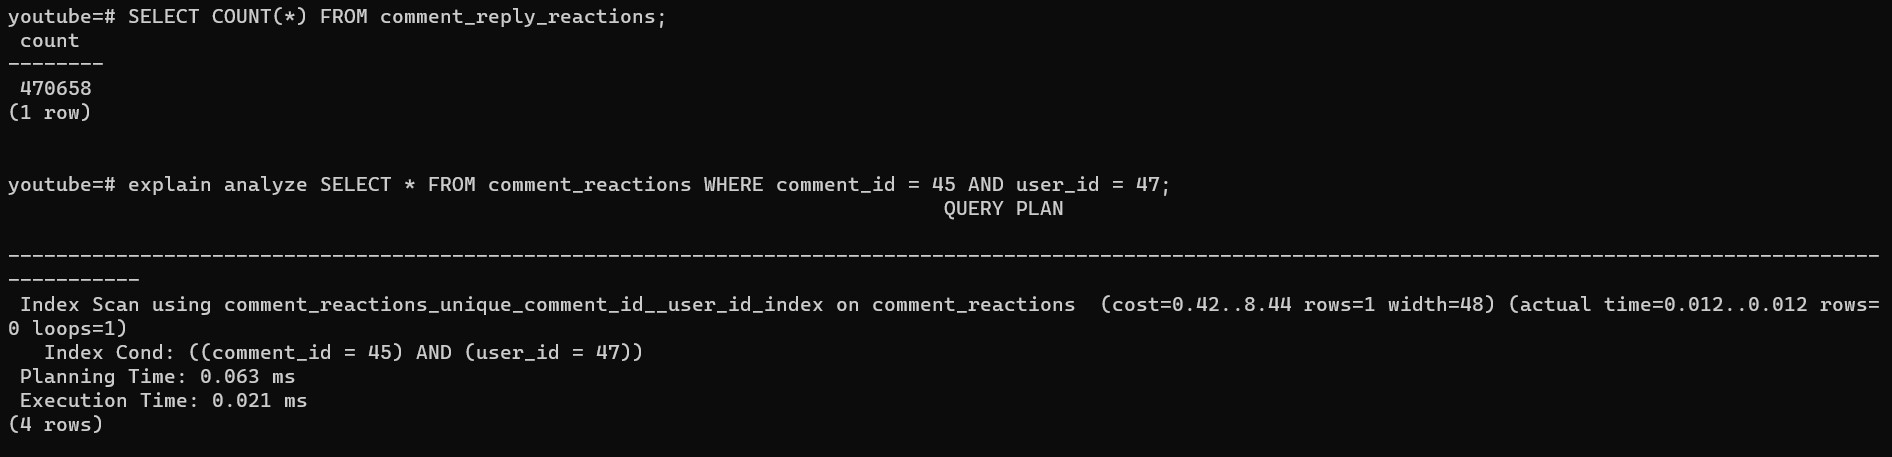 youtube=# SELECT COUNT(*) FROM comment_reply_reactions;
 count
--------
 470658
(1 row)


youtube=# explain analyze SELECT * FROM comment_reactions WHERE comment_id = 45 AND user_id = 47;
                                                                              QUERY PLAN

------------------------------------------------------------------------------------------------------------------------------------------------------------
-----------
 Index Scan using comment_reactions_unique_comment_id__user_id_index on comment_reactions  (cost=0.42..8.44 rows=1 width=48) (actual time=0.012..0.012 rows=
0 loops=1)
   Index Cond: ((comment_id = 45) AND (user_id = 47))
 Planning Time: 0.063 ms
 Execution Time: 0.021 ms
(4 rows)